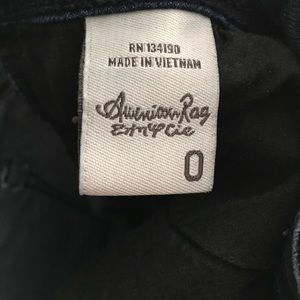 RN 134190
MADE IN VIETNAM
American Rag
Cie
0